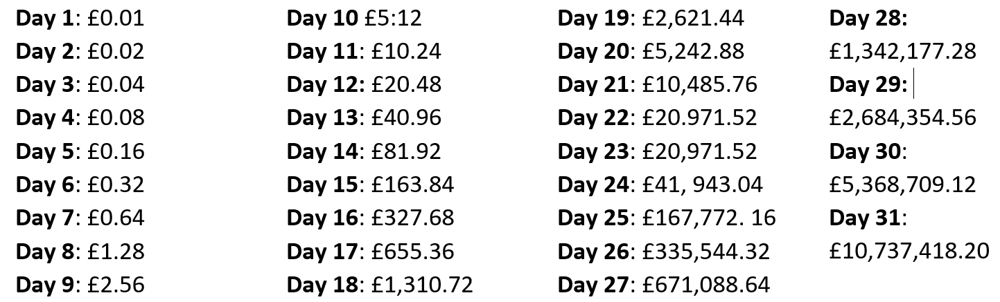 Day 1: £0.01
Day 2: £0.02
Day 3: £0.04
Day 4: £0.08
Day 5: £0.16
Day 6: £0.32
Day 7: £0.64
Day 8: £1.28
Day 9: £2.56
Day 10 £5:12
Day 11: £10.24
Day 12: £20.48
Day 13: £40.96
Day 14: £81.92
Day 15: £163.84
Day 16: £327.68
Day 17: £655.36
Day 18: £1,310.72
Day 19: £2,621.44
Day 20: £5,242.88
Day 21: £10,485.76
Day 22: £20.971.52
Day 23: £20,971.52
Day 24: £41, 943.04
Day 25: £167,772. 16
Day 26: £335,544.32
Day 27: £671,088.64
Day 28:
£1,342,177.28
Day 29:
£2,684,354.56
Day 30:
£5,368,709.12
Day 31:
£10,737,418.20